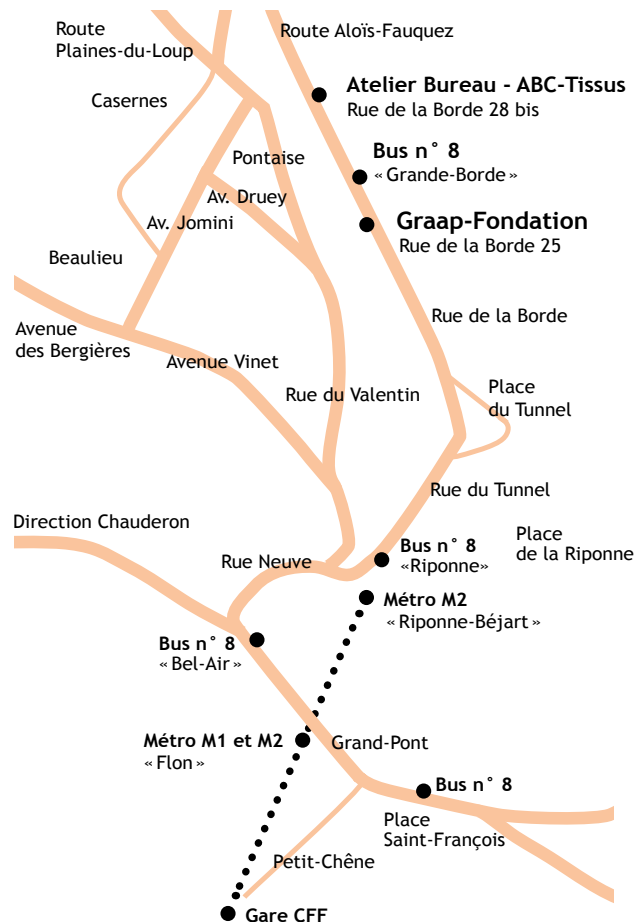 Route
Plaines-du-Loup
Route Aloïs-Fauquez
Casernes
Atelier Bureau - ABC-Tissus
Rue de la Borde 28 bis
Pontaise
Bus n° 8
« Grande-Borde »
Av. Druey
Av. Jomini
Graap-Fondation
Rue de la Borde 25
Beaulieu
Avenue
des Bergières
Rue de la Borde
Avenue Vinet
Rue du Valentin
Place
du Tunnel
Rue du Tunnel
Direction Chauderon
Place
de la Riponne
Bus n° 8
«Riponne»
Rue Neuve
Métro M2
« Riponne-Béjart »
Bus n° 8
« Bel-Air »
Métro M1 et M2
« Flon »
Grand-Pont
Bus n° 8
Place
Saint-François
Petit-Chêne
Gare CFF